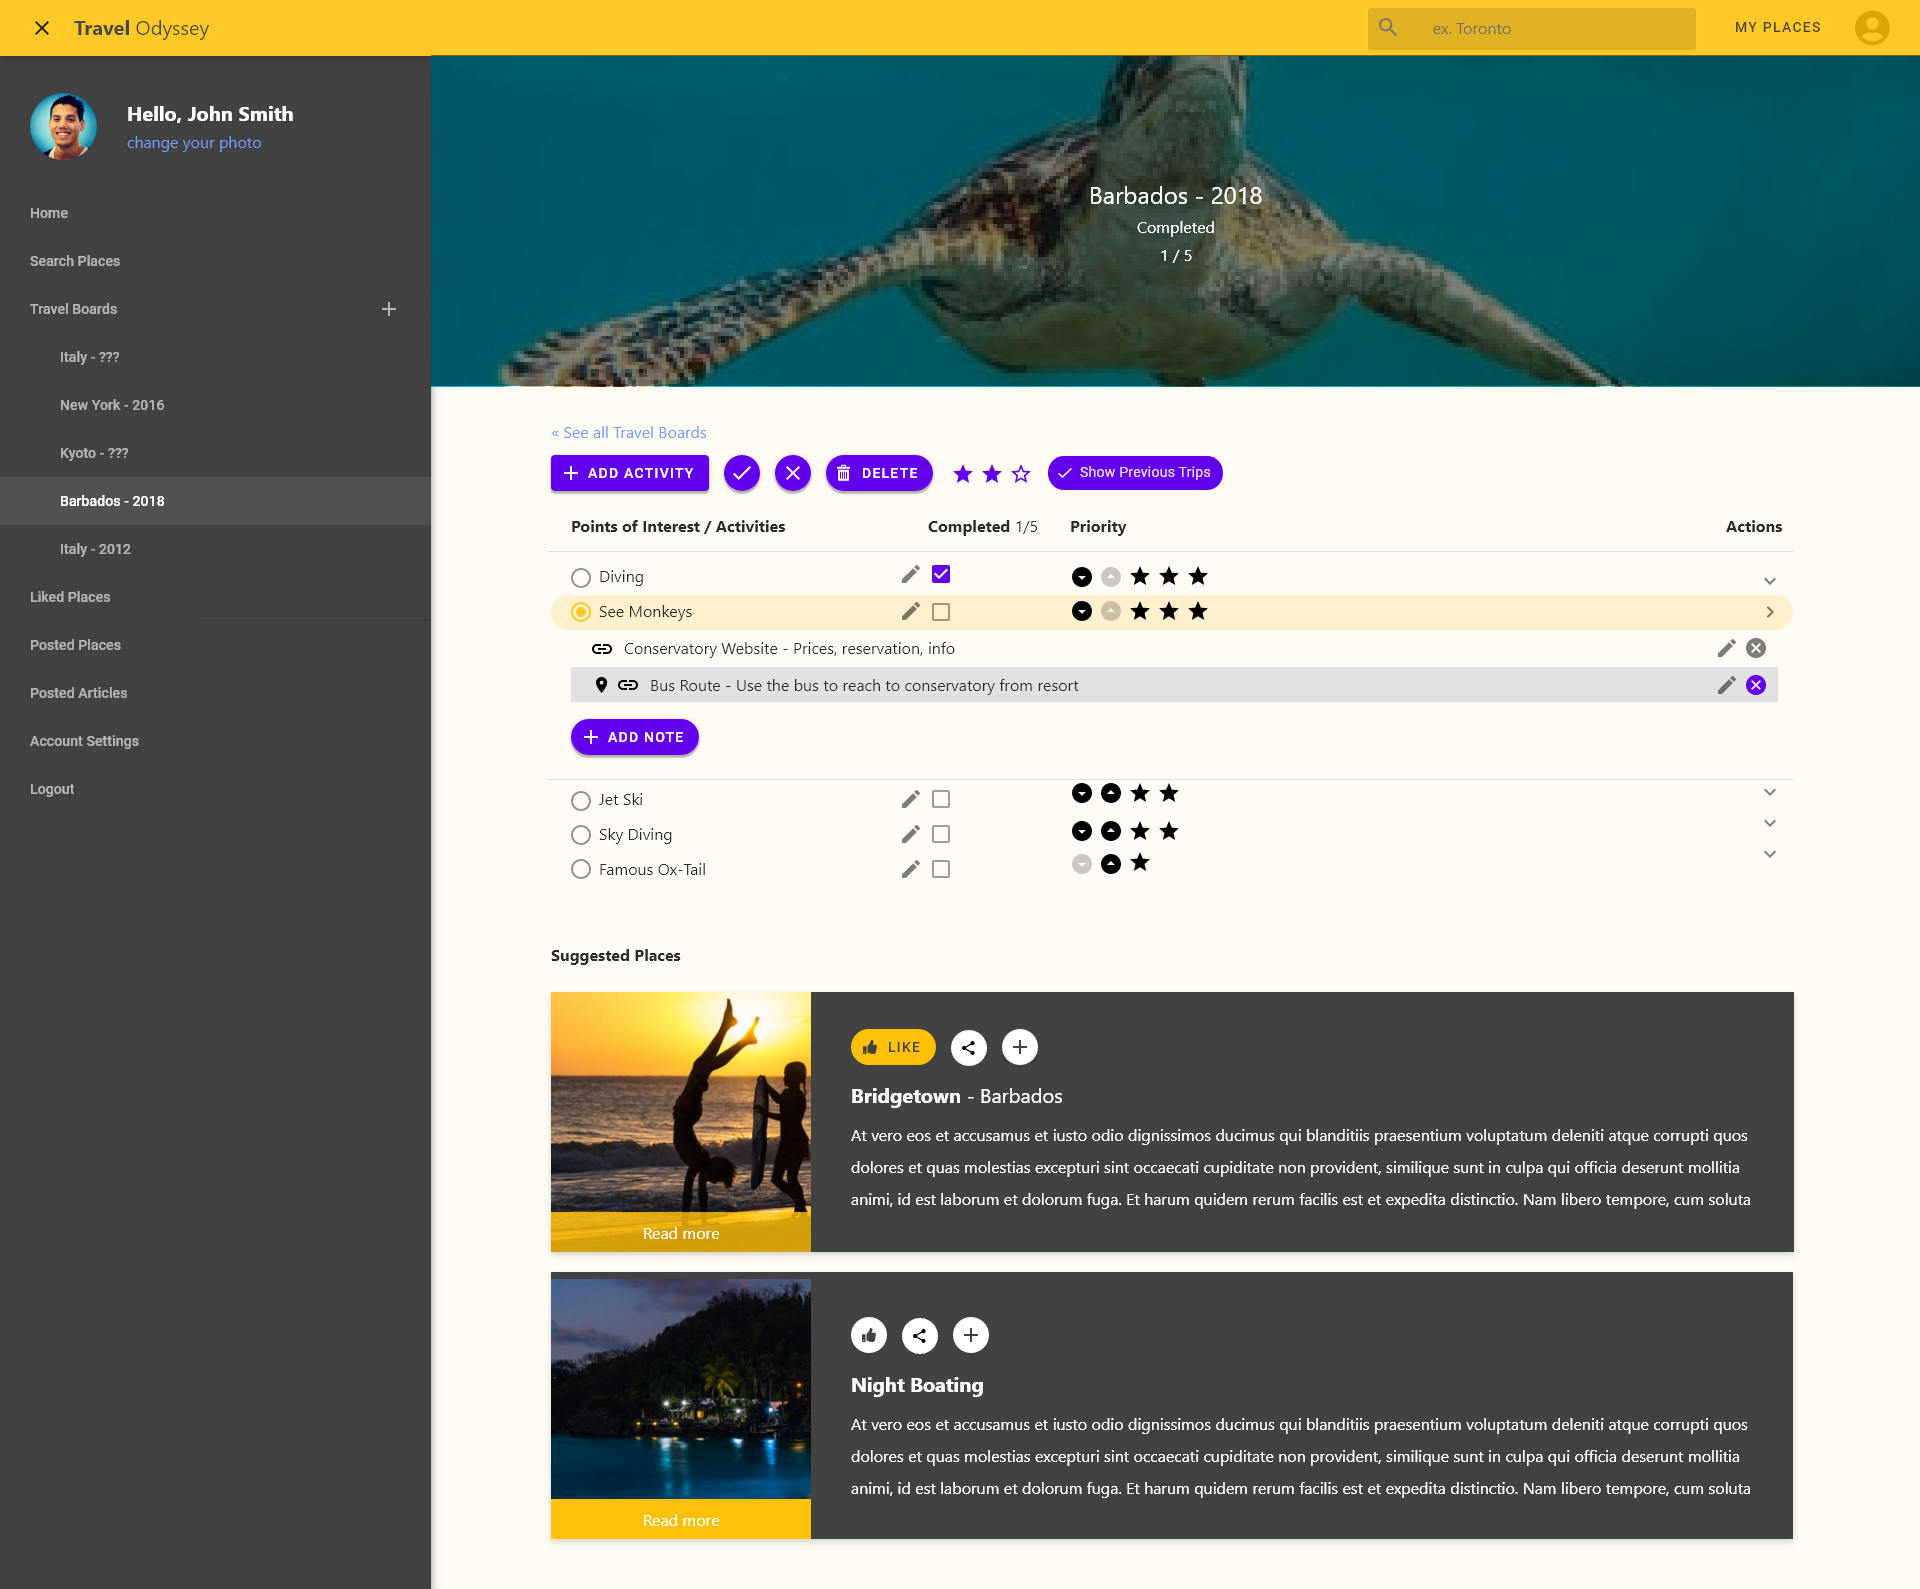 Travel Odyssey
ex. Toronto
MY PLACES
Hello, John Smith
change your photo
Home
Search Places
Travel Boards
Italy - ???
New York - 2016
Kyoto - ???
Barbados - 2018
Italy - 2012
Liked Places
Posted Places
Posted Articles
Account Settings
Logout
Barbados - 2018
Completed
1 / 5
« See all Travel Boards
ADD ACTIVITY
DELETE
Show Previous Trips
Points of Interest / Activities
Completed 1/5
Priority
Actions
Diving
See Monkeys
Conservatory Website - Prices, reservation, info
Bus Route - Use the bus to reach to conservatory from resort
ADD NOTE
Jet Ski
Sky Diving
Famous Ox-Tail
Suggested Places
LIKE
Bridgetown - Barbados
At vero eos et accusamus et iusto odio dignissimos ducimus qui blanditiis praesentium voluptatum deleniti atque corrupti quos
dolores et quas molestias excepturi sint occaecati cupiditate non provident, similique sunt in culpa qui officia deserunt mollitia
animi, id est laborum et dolorum fuga. Et harum quidem rerum facilis est et expedita distinctio. Nam libero tempore, cum soluta
Read more
Night Boating
At vero eos et accusamus et iusto odio dignissimos ducimus qui blanditiis praesentium voluptatum deleniti atque corrupti quos
dolores et quas molestias excepturi sint occaecati cupiditate non provident, similique sunt in culpa qui officia deserunt mollitia
animi, id est laborum et dolorum fuga. Et harum quidem rerum facilis est et expedita distinctio. Nam libero tempore, cum soluta
Read more